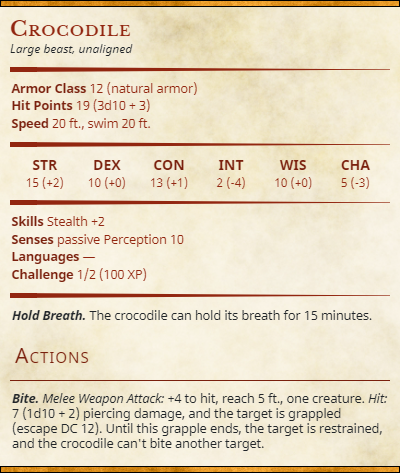 Crocodile
Large beast, unaligned
Armor Class 12 (natural armor)
Hit Points 19 (3d10 + 3)
Speed 20 ft., swim 20 ft.
STR DEX CON INT WIS CHA
15 (+2) 10 (+0) 13 (+1) 2 (-4) 10 (+0) 5 (-3)
Skills Stealth +2
Senses passive Perception 10
Languages —
Challenge 1/2 (100 XP)
Hold Breath. The crocodile can hold its breath for 15 minutes.
Actions
Bite. Melee Weapon Attack: +4 to hit, reach 5 ft., one creature. Hit:
7 (1d10 + 2) piercing damage, and the target is grappled
(escape DC 12). Until this grapple ends, the target is restrained,
and the crocodile can't bite another target.